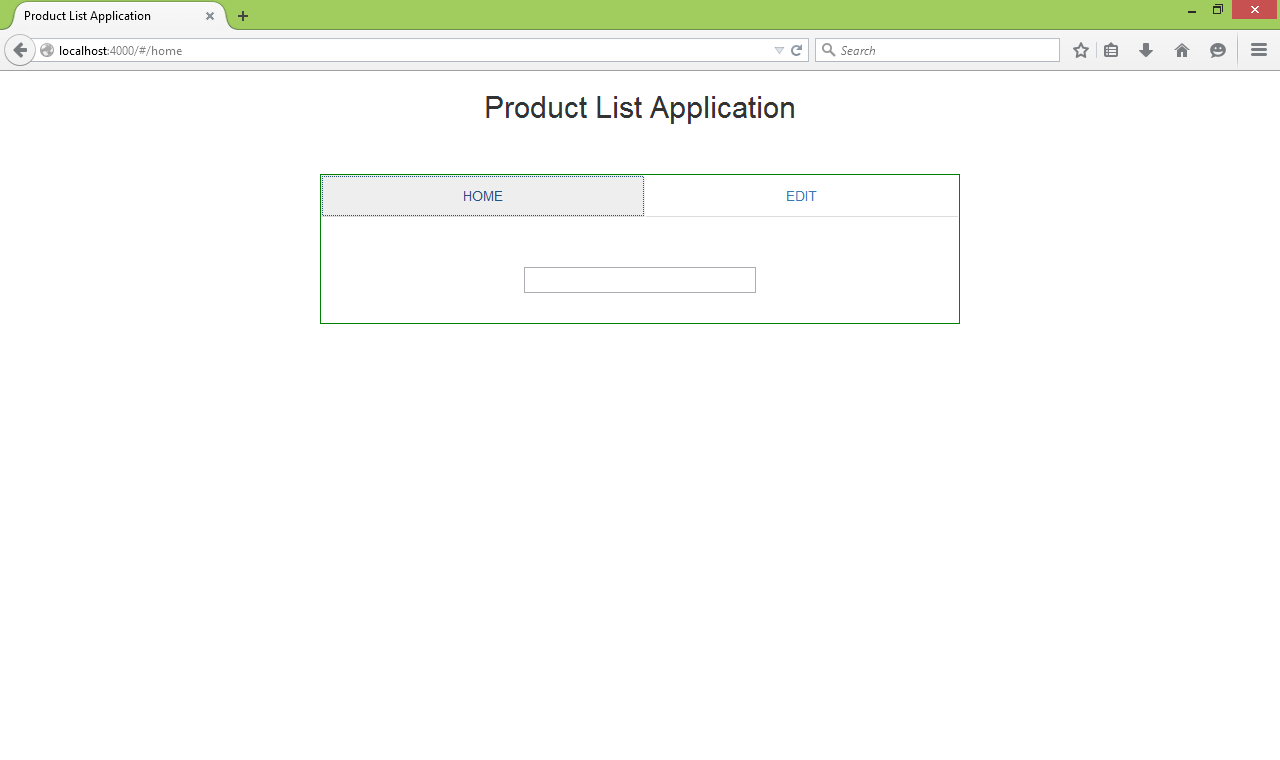 Product List Application
localhost:4000/#/home
Search
Product List Application
HOME
EDIT